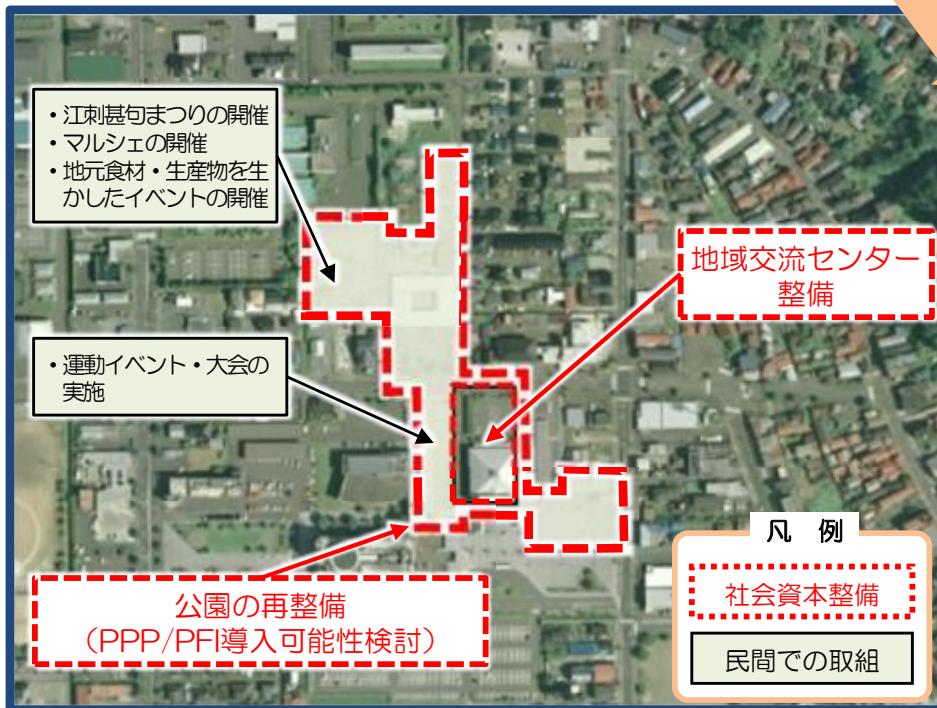 ・江刺甚句まつりの開催
・マルシェの開催
・地元食材・生産物を生
かしたイベントの開催
地域交流センター
整備
・運動イベント・大会の
実施
公園の再整備
（PPP/PFI導入可能性検討）
凡　例
社会資本整備
民間での取組